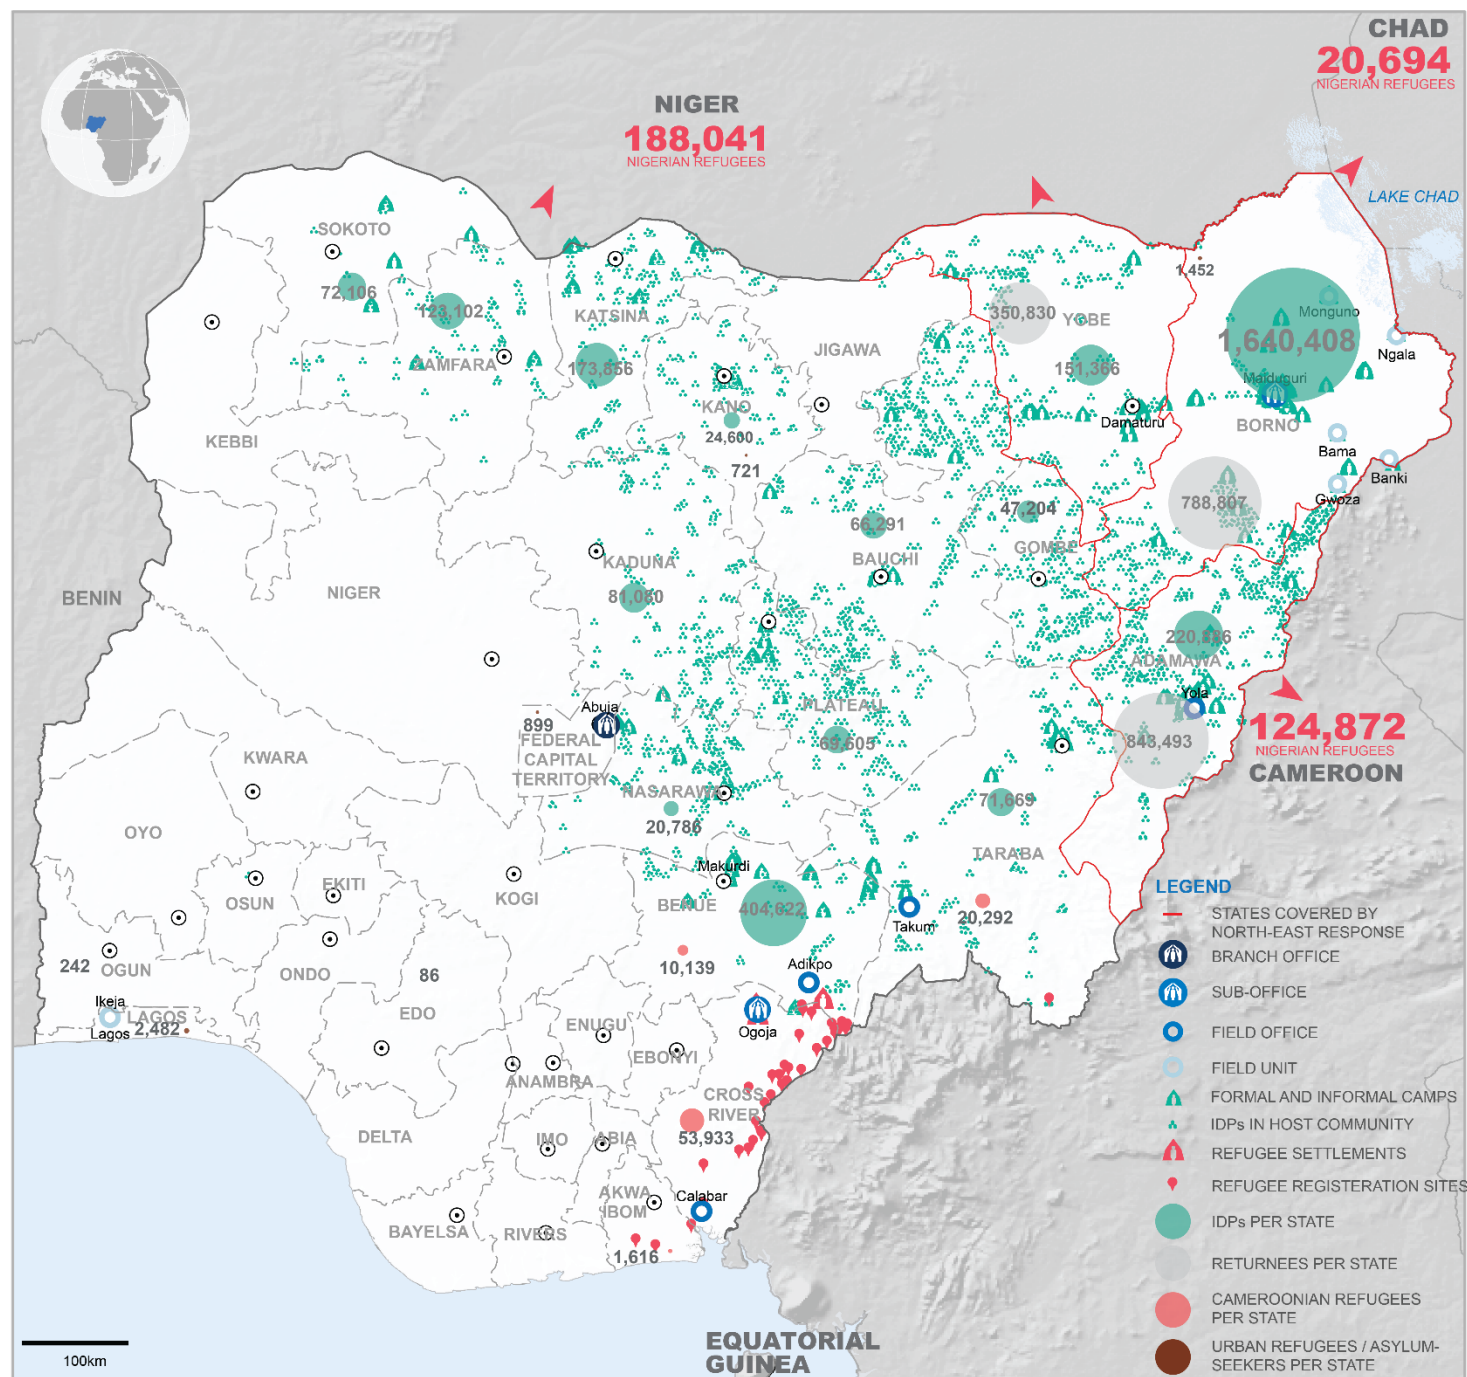 CHAD
20,694
NIGERIAN REFUGEES
NIGER
188,041
NIGERIAN REFUGEES
LAKE CHAD
SOKOTO
72,106
123,102
ZAMFARA
KATSINA
173,856
KANO
24,600
721
JIGAWA
350,830
YOBE
151,366
Damaturu
1,452
Monguno
1,640,408
Ngala
Maiduguri
BORNO
Bama
Banki
Gwoza
788,807
KEBBI
66,291
BAUCHI
47,204
GOMBE
KADUNA
81,080
NIGER
BENIN
ADAMAWA
Yola
843,493
124,872
NIGERIAN REFUGEES
CAMEROON
PLATEAU
69,605
Abuja
899
FEDERAL
CAPITAL
TERRITORY
NASARAWA
20,786
71,669
TARABA
20,292
KWARA
OYO
OSUN
EKITI
KOGI
Makurdi
BENUE
404,622
10,139
Takum
Adikpo
Ogoja
242
OGUN
ONDO
86
EDO
Ikeja
LAGOS
Lagos
2,482
ENUGU
EBONYI
ANAMBRA
CROSS
RIVER
53,933
DELTA
IMO
ABIA
AKWA
IBOM
Calabar
BAYELSA
RIVERS
1,616
EQUATORIAL
GUINEA
100km
LEGEND
STATES COVERED BY
NORTH-EAST RESPONSE
BRANCH OFFICE
SUB-OFFICE
FIELD OFFICE
FIELD UNIT
FORMAL AND INFORMAL CAMPS
IDPs IN HOST COMMUNITY
REFUGEE SETTLEMENTS
REFUGEE REGISTERATION SITES
IDPs PER STATE
RETURNEES PER STATE
CAMEROONIAN REFUGEES
PER STATE
URBAN REFUGEES / ASYLUM-
SEEKERS PER STATE